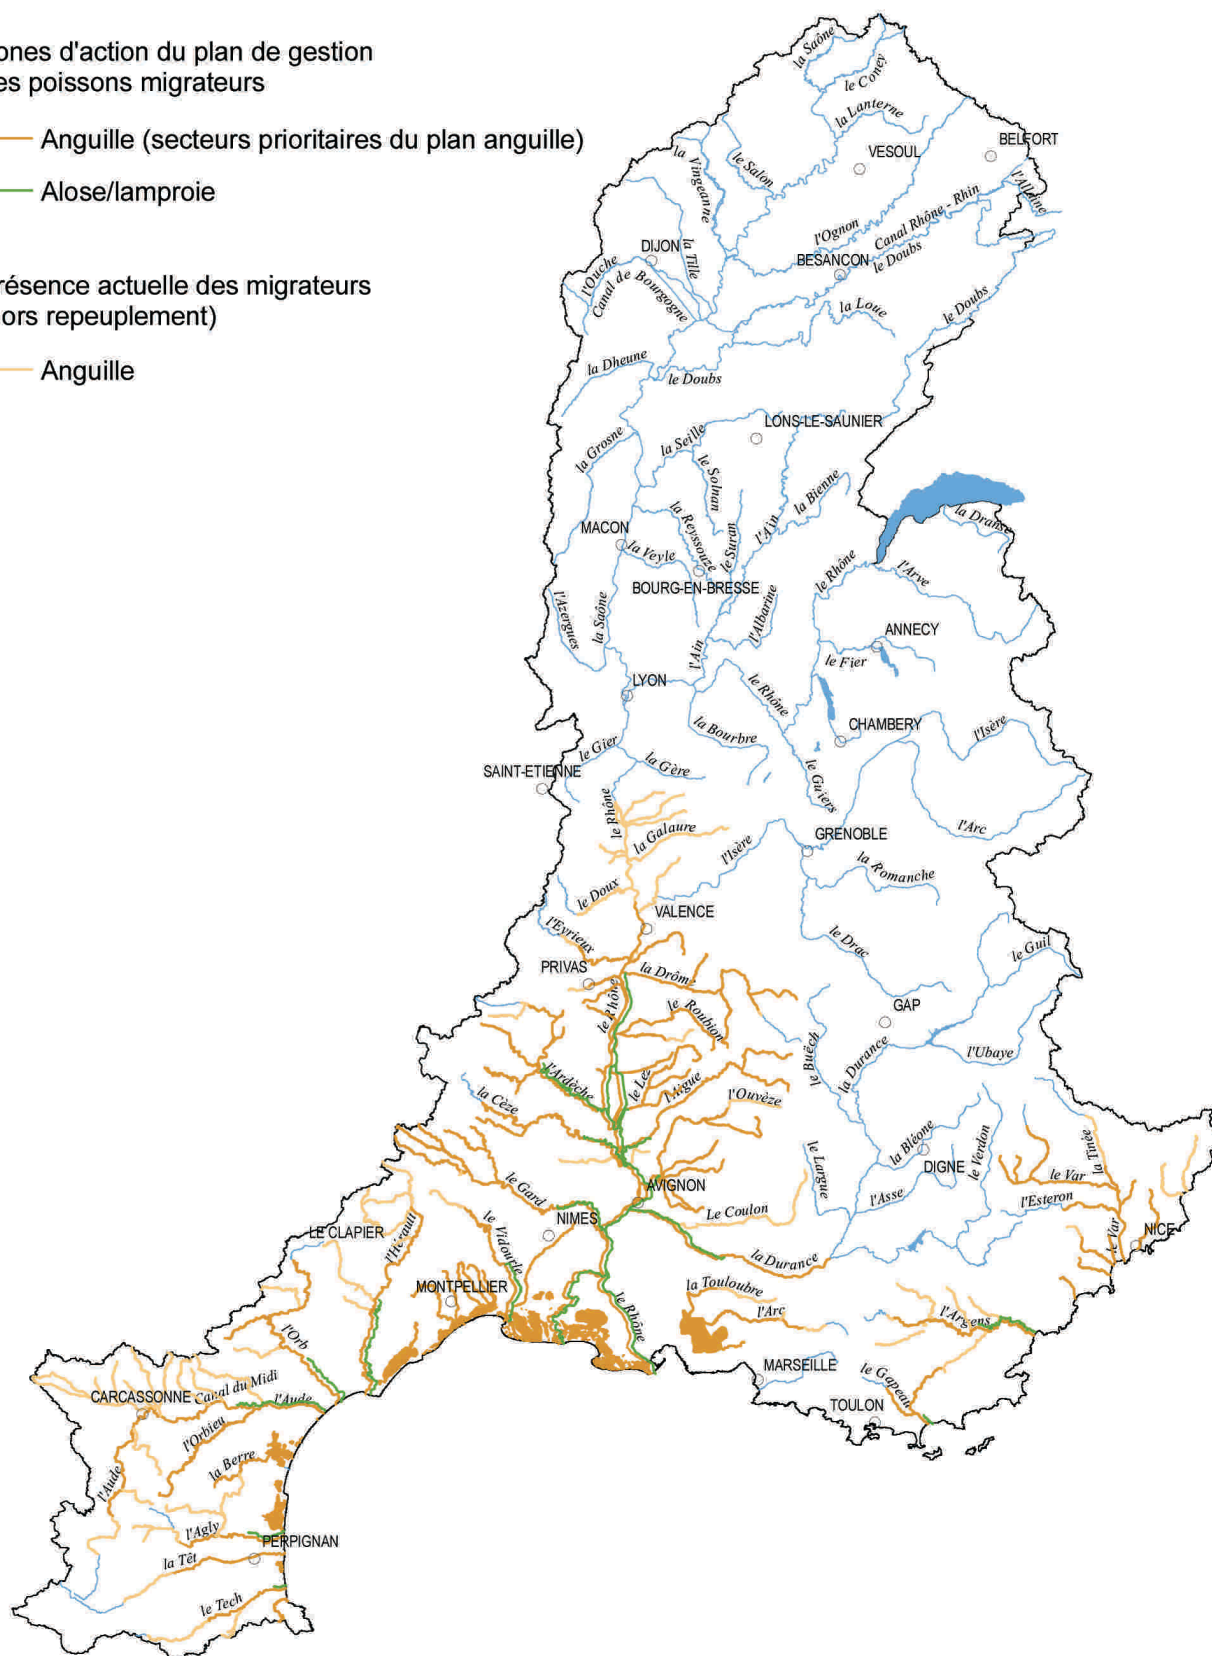 ones d'action du plan de gestion
es poissons migrateurs
Anguille (secteurs prioritaires du plan anguille)
Alose/lamproie
résence actuelle des migrateurs
ors repeuplement)
Anguille
la Saône
le Coney
la Lanterne
VESOUL
BELFORT
la Vingeanne
le Salon
l'Allaine
l'Ognon
Canal Rhône - Rhin
DIJON
la Tille
BESANCON
le Doubs
l'Ouche
Canal de Bourgogne
la Loue
le Doubs
la Dheune
le Doubs
LONS-LE-SAUNIER
la Grosne
la Seille
le Solnan
la Bienne
la Dranse
MACON
la Reyssouze
le Suran
l'Ain
la Veyle
le Rhône
l'Arve
BOURG-EN-BRESSE
l'Azergues
la Saône
l'Albarine
ANNECY
l'Ain
le Fier
LYON
le Rhône
la Bourbre
CHAMBERY
l'Isère
le Gier
la Gère
SAINT-ETIENNE
le Guiers
le Rhône
la Galaure
GRENOBLE
l'Arc
l'Isère
la Romanche
le Doux
VALENCE
l'Eyrieux
le Drac
le Guil
PRIVAS
la Drôme
le Rhône
le Roubion
GAP
le Buëch
la Durance
l'Ubaye
l'Ardèche
le Lez
l'Aigue
la Cèze
l'Ouvèze
la Bléone
le Verdon
la Tinée
le Largue
DIGNE
le Gard
AVIGNON
l'Asse
le Var
l'Esteron
Le Coulon
LE CLAPIER
l'Hérault
le Vidourle
NIMES
le Var
NICE
la Durance
MONTPELLIER
la Touloubre
l'Arc
le Rhône
l'Argens
l'Orb
MARSEILLE
le Gapeau
CARCASSONNE
Canal du Midi
l'Aude
TOULON
l'Orbieu
la Berre
l'Aude
l'Agly
PERPIGNAN
la Têt
le Tech